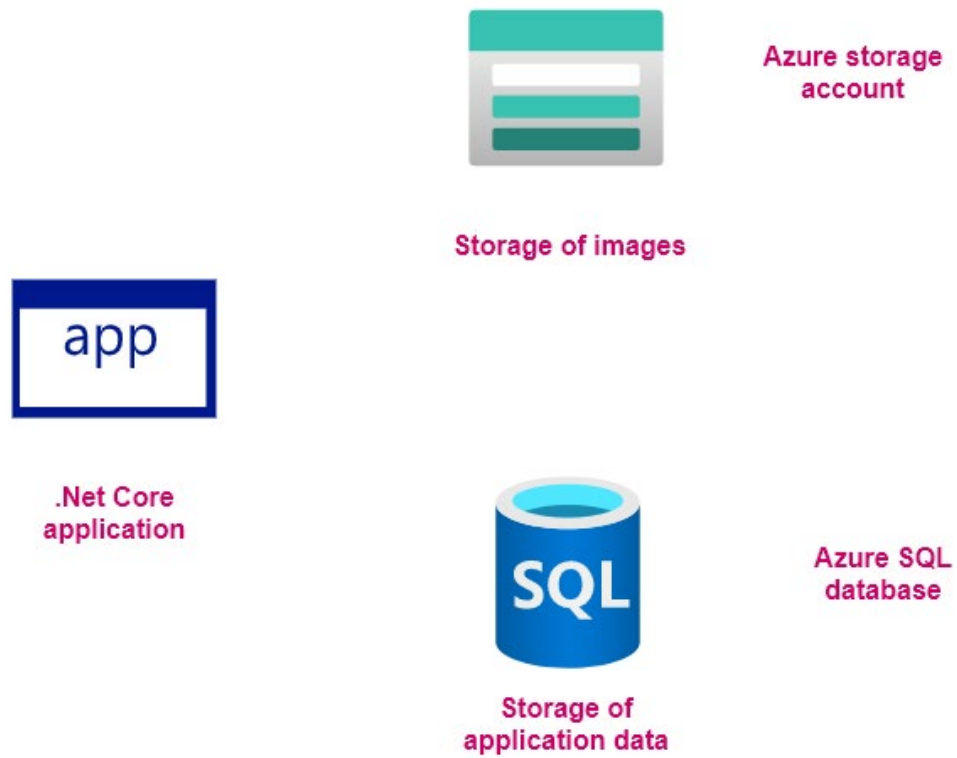 Azure storage
account
Storage of images
app
.Net Core
application
SQL
Azure SQL
database
Storage of
application data